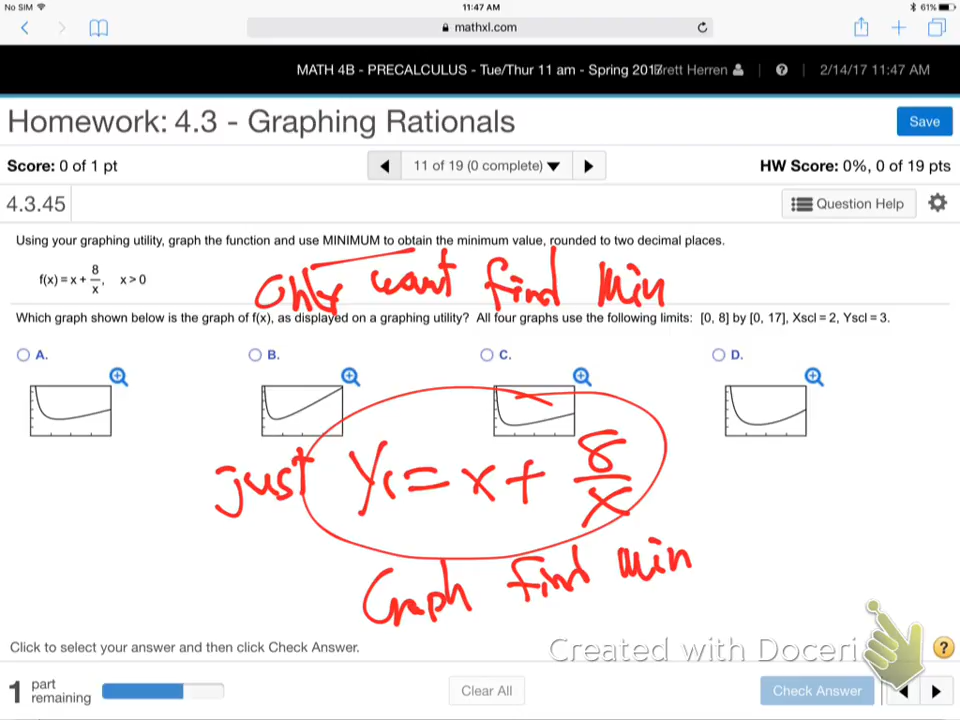 No SIM 11:47 AM 61%
mathxl.com
MATH 4B - PRECALCULUS - Tue/Thur 11 am - Spring 2017 Brett Herren ? 2/14/17 11:47 AM
Homework: 4.3 - Graphing Rationals Save
Score: 0 of 1 pt 11 of 19 (0 complete) HW Score: 0%, 0 of 19 pts
4.3.45 Question Help
Using your graphing utility, graph the function and use MINIMUM to obtain the minimum value, rounded to two decimal places.
f(x) = x + 8/x, x > 0
only want find min
Which graph shown below is the graph of f(x), as displayed on a graphing utility? All four graphs use the following limits: [0, 8] by [0, 17], Xscl = 2, Yscl = 3.
A. B. C. D.
just y1 = x + 8/x
Graph find min
Click to select your answer and then click Check Answer.
Created with Doceri ?
1 part remaining Clear All Check Answer